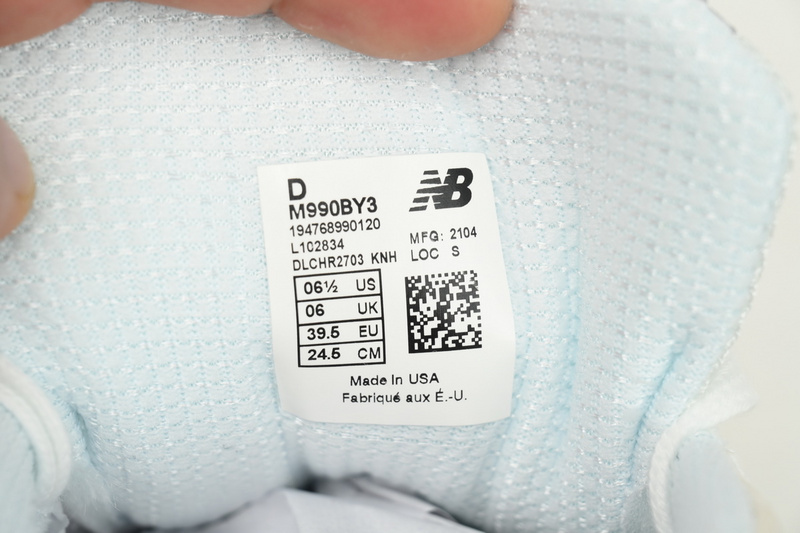 D
NB
M990BY3
194768990120
L102834
MFG: 2104
DLCHR2703 KNH
LOC S
06½ US
06 UK
39.5 EU
24.5 CM
Made In USA
Fabriqué aux É.-U.